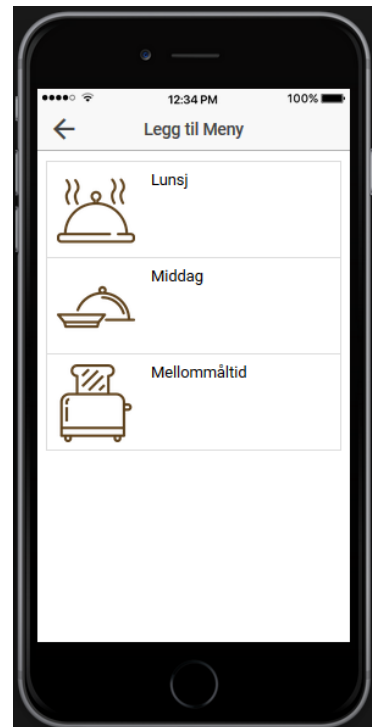 12:34 PM
100%
Legg til Meny
Lunsj
Middag
Mellommåltid